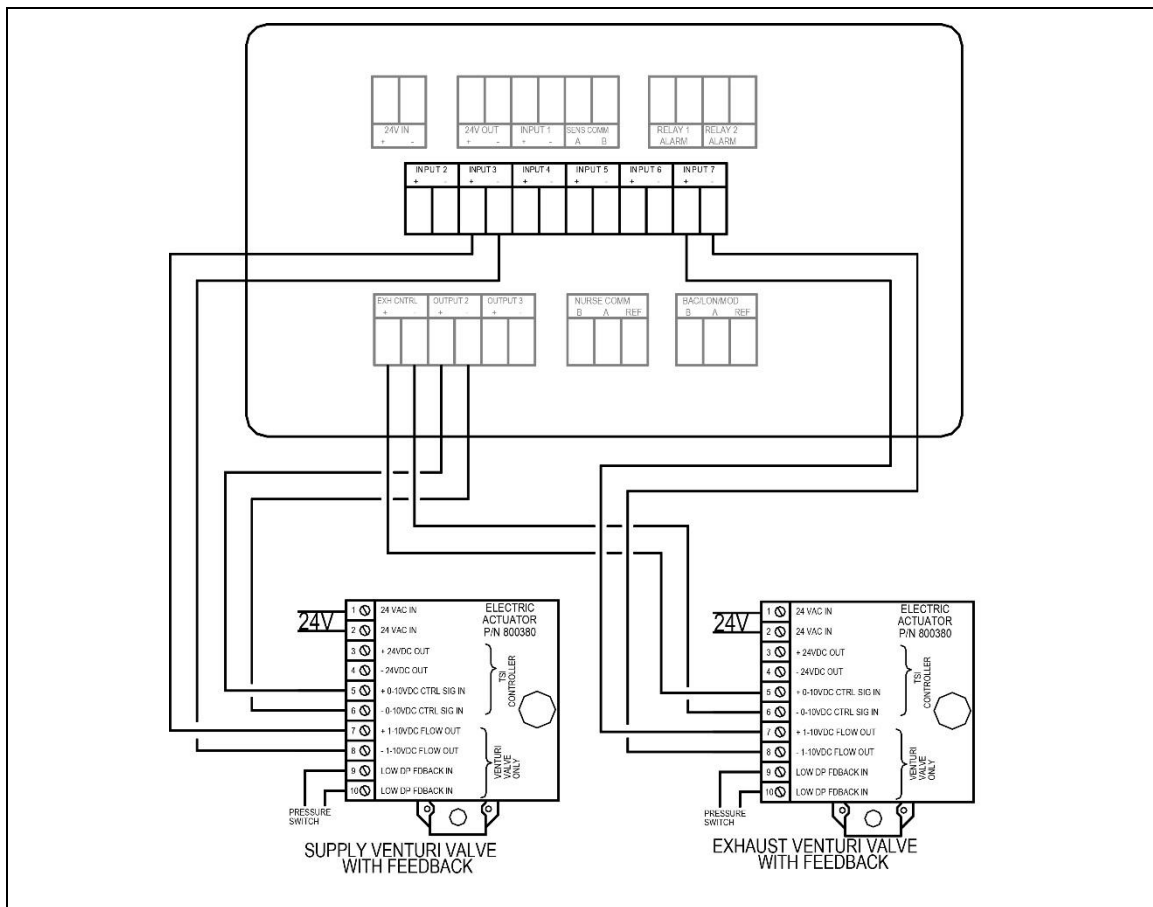 24V IN
+ -
24V OUT INPUT 1 SENS COMM
+ - + - A B
RELAY 1 RELAY 2
ALARM ALARM
INPUT 2 INPUT 3 INPUT 4 INPUT 5 INPUT 6 INPUT 7
+ - + - + - + - + - + -
EXH CNTRL OUTPUT 2 OUTPUT 3
+ - + - + -
NURSE COMM
B A REF
BAC/LON/MOD
B A REF
24V
1 24 VAC IN
2 24 VAC IN
3 + 24VDC OUT
4 - 24VDC OUT
5 + 0-10VDC CTRL SIG IN
6 - 0-10VDC CTRL SIG IN
7 + 1-10VDC FLOW OUT
8 - 1-10VDC FLOW OUT
9 LOW DP FDBACK IN
10 LOW DP FDBACK IN
ELECTRIC
ACTUATOR
P/N 800380
TSI
CONTROLLER
VENTURI
VALVE
ONLY
PRESSURE
SWITCH
SUPPLY VENTURI VALVE
WITH FEEDBACK
24V
1 24 VAC IN
2 24 VAC IN
3 + 24VDC OUT
4 - 24VDC OUT
5 + 0-10VDC CTRL SIG IN
6 - 0-10VDC CTRL SIG IN
7 + 1-10VDC FLOW OUT
8 - 1-10VDC FLOW OUT
9 LOW DP FDBACK IN
10 LOW DP FDBACK IN
ELECTRIC
ACTUATOR
P/N 800380
TSI
CONTROLLER
VENTURI
VALVE
ONLY
PRESSURE
SWITCH
EXHAUST VENTURI VALVE
WITH FEEDBACK